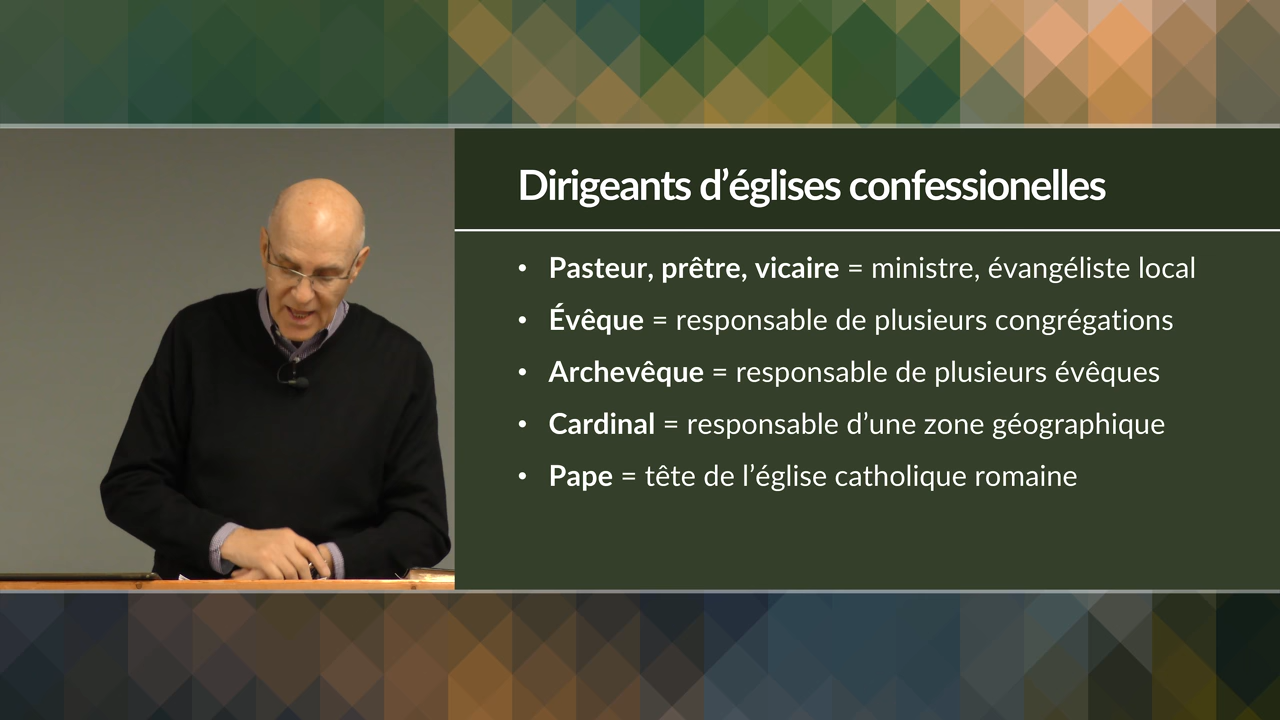 Dirigeants d’églises confessionelles
• Pasteur, prêtre, vicaire = ministre, évangéliste local
• Évêque = responsable de plusieurs congrégations
• Archevêque = responsable de plusieurs évêques
• Cardinal = responsable d’une zone géographique
• Pape = tête de l’église catholique romaine